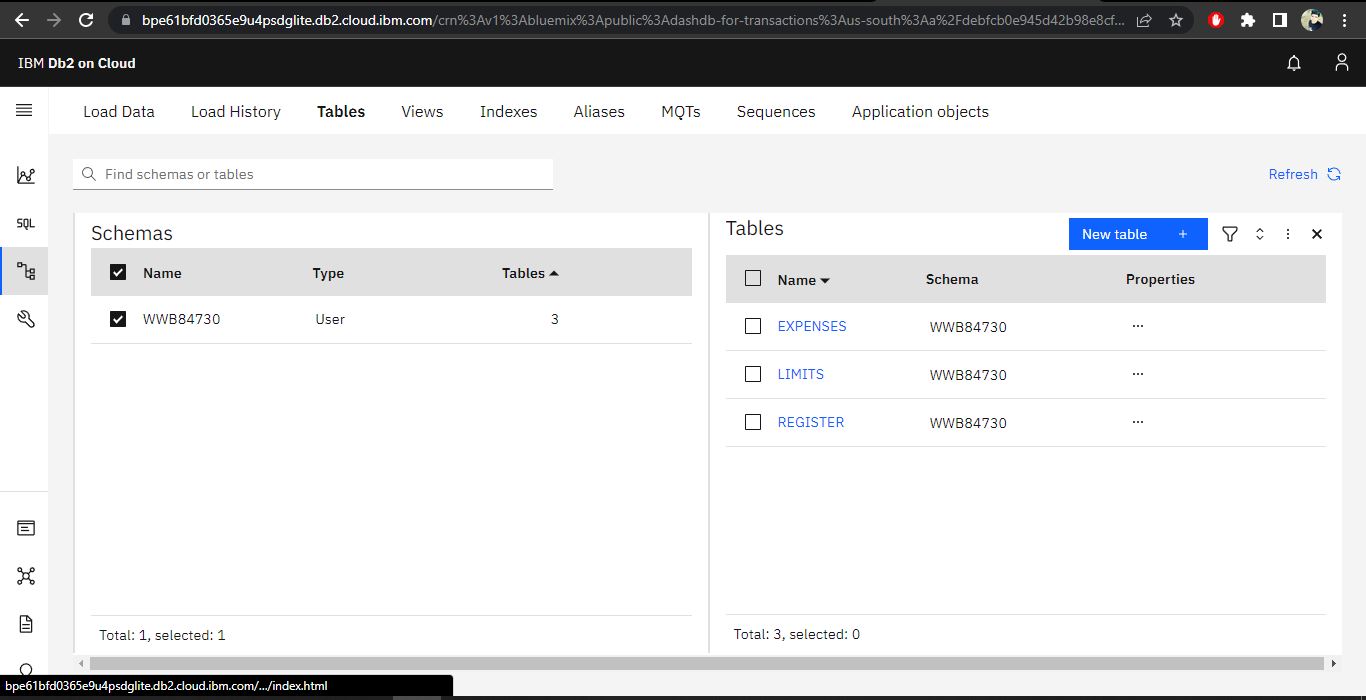 bpe61bfd0365e9u4psdglite.db2.cloud.ibm.com/crn%3Av1%3Abluemix%3Apublic%3Adashdb-for-transactions%3Aus-south%3Aa%2Fdebfcb0e945d42b98e8cf...
IBM Db2 on Cloud
Load Data Load History Tables Views Indexes Aliases MQTs Sequences Application objects
Find schemas or tables
Refresh
SQL
Schemas
Name Type Tables
WWB84730 User 3
Total: 1, selected: 1
Tables
New table +
Name Schema Properties
EXPENSES WWB84730 ...
LIMITS WWB84730 ...
REGISTER WWB84730 ...
Total: 3, selected: 0
bpe61bfd0365e9u4psdglite.db2.cloud.ibm.com/.../index.html